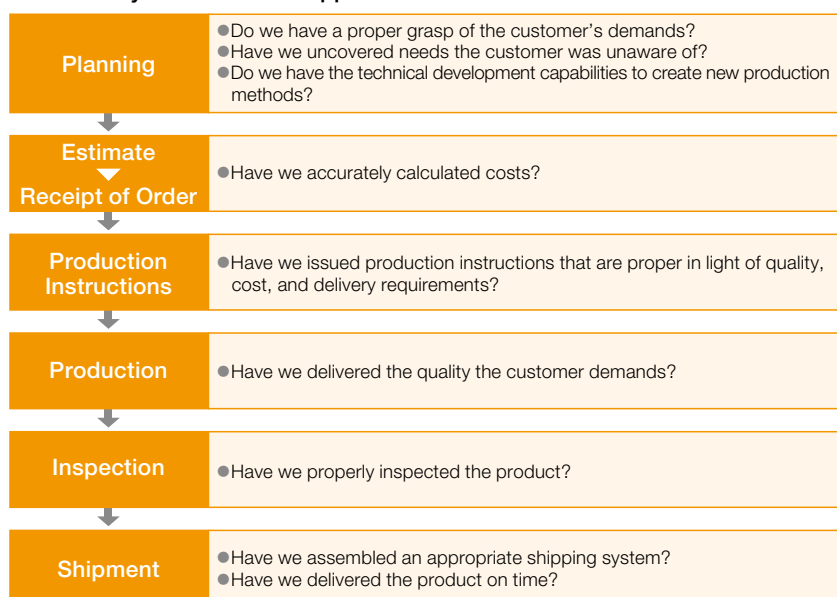 Planning
●Do we have a proper grasp of the customer's demands?
●Have we uncovered needs the customer was unaware of?
●Do we have the technical development capabilities to create new production
methods?
Estimate
Receipt of Order
●Have we accurately calculated costs?
Production
Instructions
●Have we issued production instructions that are proper in light of quality,
cost, and delivery requirements?
Production
●Have we delivered the quality the customer demands?
Inspection
●Have we properly inspected the product?
Shipment
●Have we assembled an appropriate shipping system?
●Have we delivered the product on time?